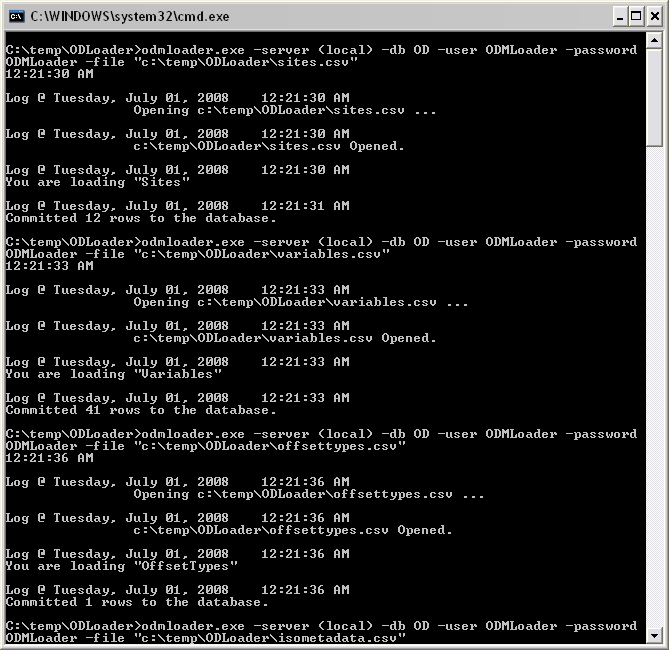 C:\WINDOWS\system32\cmd.exe
C:\temp\ODLoader>odmloader.exe -server (local) -db OD -user ODMLoader -password
ODMLoader -file "c:\temp\ODLoader\sites.csv"
12:21:30 AM
Log @ Tuesday, July 01, 2008    12:21:30 AM
Opening c:\temp\ODLoader\sites.csv ...
Log @ Tuesday, July 01, 2008    12:21:30 AM
c:\temp\ODLoader\sites.csv Opened.
Log @ Tuesday, July 01, 2008    12:21:30 AM
You are loading "Sites"
Log @ Tuesday, July 01, 2008    12:21:31 AM
Committed 12 rows to the database.
C:\temp\ODLoader>odmloader.exe -server (local) -db OD -user ODMLoader -password
ODMLoader -file "c:\temp\ODLoader\variables.csv"
12:21:33 AM
Log @ Tuesday, July 01, 2008    12:21:33 AM
Opening c:\temp\ODLoader\variables.csv ...
Log @ Tuesday, July 01, 2008    12:21:33 AM
c:\temp\ODLoader\variables.csv Opened.
Log @ Tuesday, July 01, 2008    12:21:33 AM
You are loading "Variables"
Log @ Tuesday, July 01, 2008    12:21:33 AM
Committed 41 rows to the database.
C:\temp\ODLoader>odmloader.exe -server (local) -db OD -user ODMLoader -password
ODMLoader -file "c:\temp\ODLoader\offsettypes.csv"
12:21:36 AM
Log @ Tuesday, July 01, 2008    12:21:36 AM
Opening c:\temp\ODLoader\offsettypes.csv ...
Log @ Tuesday, July 01, 2008    12:21:36 AM
c:\temp\ODLoader\offsettypes.csv Opened.
Log @ Tuesday, July 01, 2008    12:21:36 AM
You are loading "OffsetTypes"
Log @ Tuesday, July 01, 2008    12:21:36 AM
Committed 1 rows to the database.
C:\temp\ODLoader>odmloader.exe -server (local) -db OD -user ODMLoader -password
ODMLoader -file "c:\temp\ODLoader\isometadata.csv"